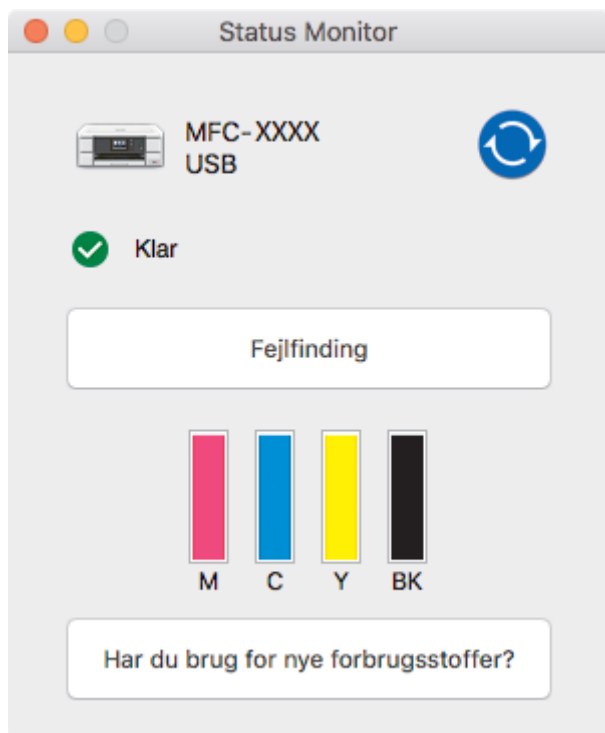 Status Monitor
MFC-XXXX
USB
Klar
Fejlfinding
M C Y BK
Har du brug for nye forbrugsstoffer?